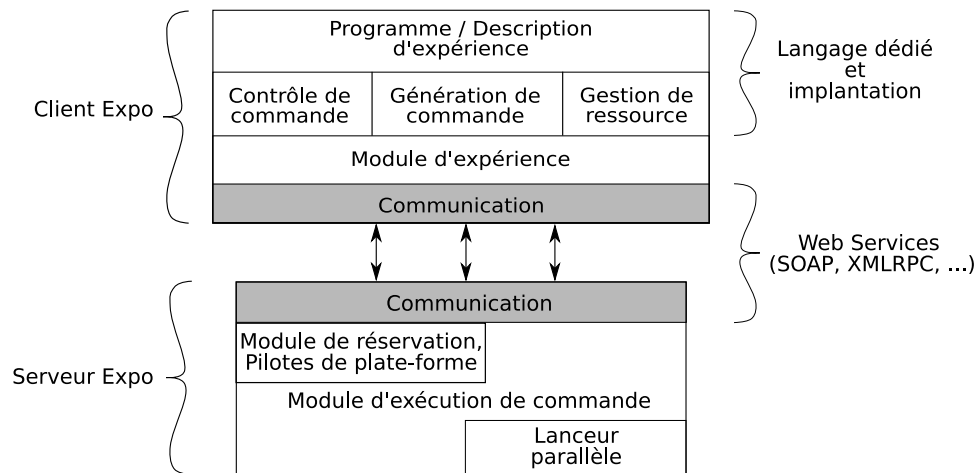 Programme / Description
d'expérience
Client Expo
Contrôle de
commande
Génération de
commande
Gestion de
ressource
Module d'expérience
Communication
Langage dédié
et
implantation
Web Services
(SOAP, XMLRPC, ...)
Serveur Expo
Communication
Module de réservation,
Pilotes de plate-forme
Module d'exécution de commande
Lanceur
parallèle